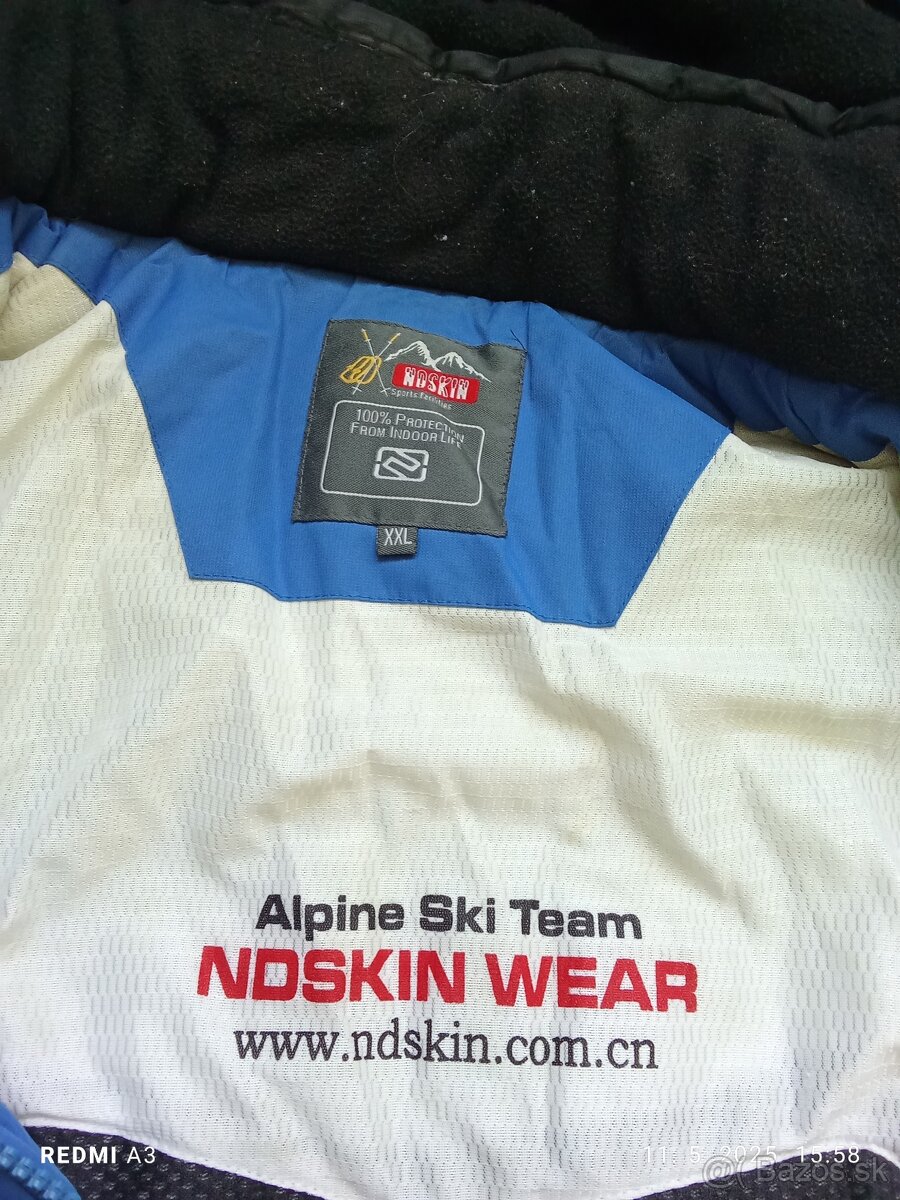 NDSKIN
Sports Facilities
100% PROTECTION
FROM INDOOR LIFE
XXL
Alpine Ski Team
NDSKIN WEAR
www.ndskin.com.cn
REDMI A3
11.5.2025 15:58
@Bazos.sk